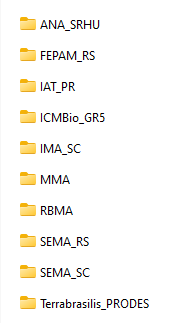 ANA_SRHU
FEPAM_RS
IAT_PR
ICMBio_GR5
IMA_SC
MMA
RBMA
SEMA_RS
SEMA_SC
Terrabrasilis_PRODES